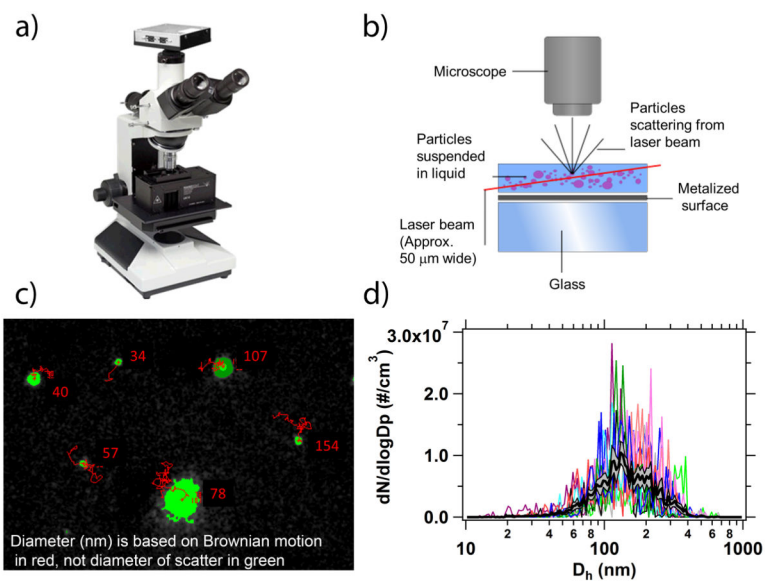 a)
b)
Microscope
Particles
scattering from
laser beam
Particles
suspended
in liquid
Metalized
surface
Laser beam
(Approx.
50 μm wide)
Glass
c)
34
107
40
154
57
78
Diameter (nm) is based on Brownian motion
in red, not diameter of scatter in green
d)
dN/dlogDp (#/cm³)
3.0x10⁷
2.0
1.0
0.0
10 2 4 6 8 100 2 4 6 8 1000
Dₕ (nm)